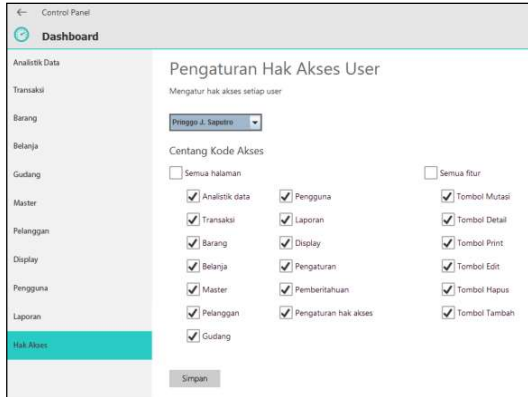 Control Panel
Dashboard
Analistik Data
Transaksi
Barang
Belanja
Gudang
Master
Pelanggan
Display
Pengguna
Laporan
Hak Akses
Pengaturan Hak Akses User
Mengatur hak akses setiap user
Pringgo J. Saputro
Centang Kode Akses
Semua halaman
Analistik data
Transaksi
Barang
Belanja
Master
Pelanggan
Gudang
Pengguna
Laporan
Display
Pengaturan
Pemberitahuan
Pengaturan hak akses
Semua fitur
Tombol Mutasi
Tombol Detail
Tombol Print
Tombol Edit
Tombol Hapus
Tombol Tambah
Simpan